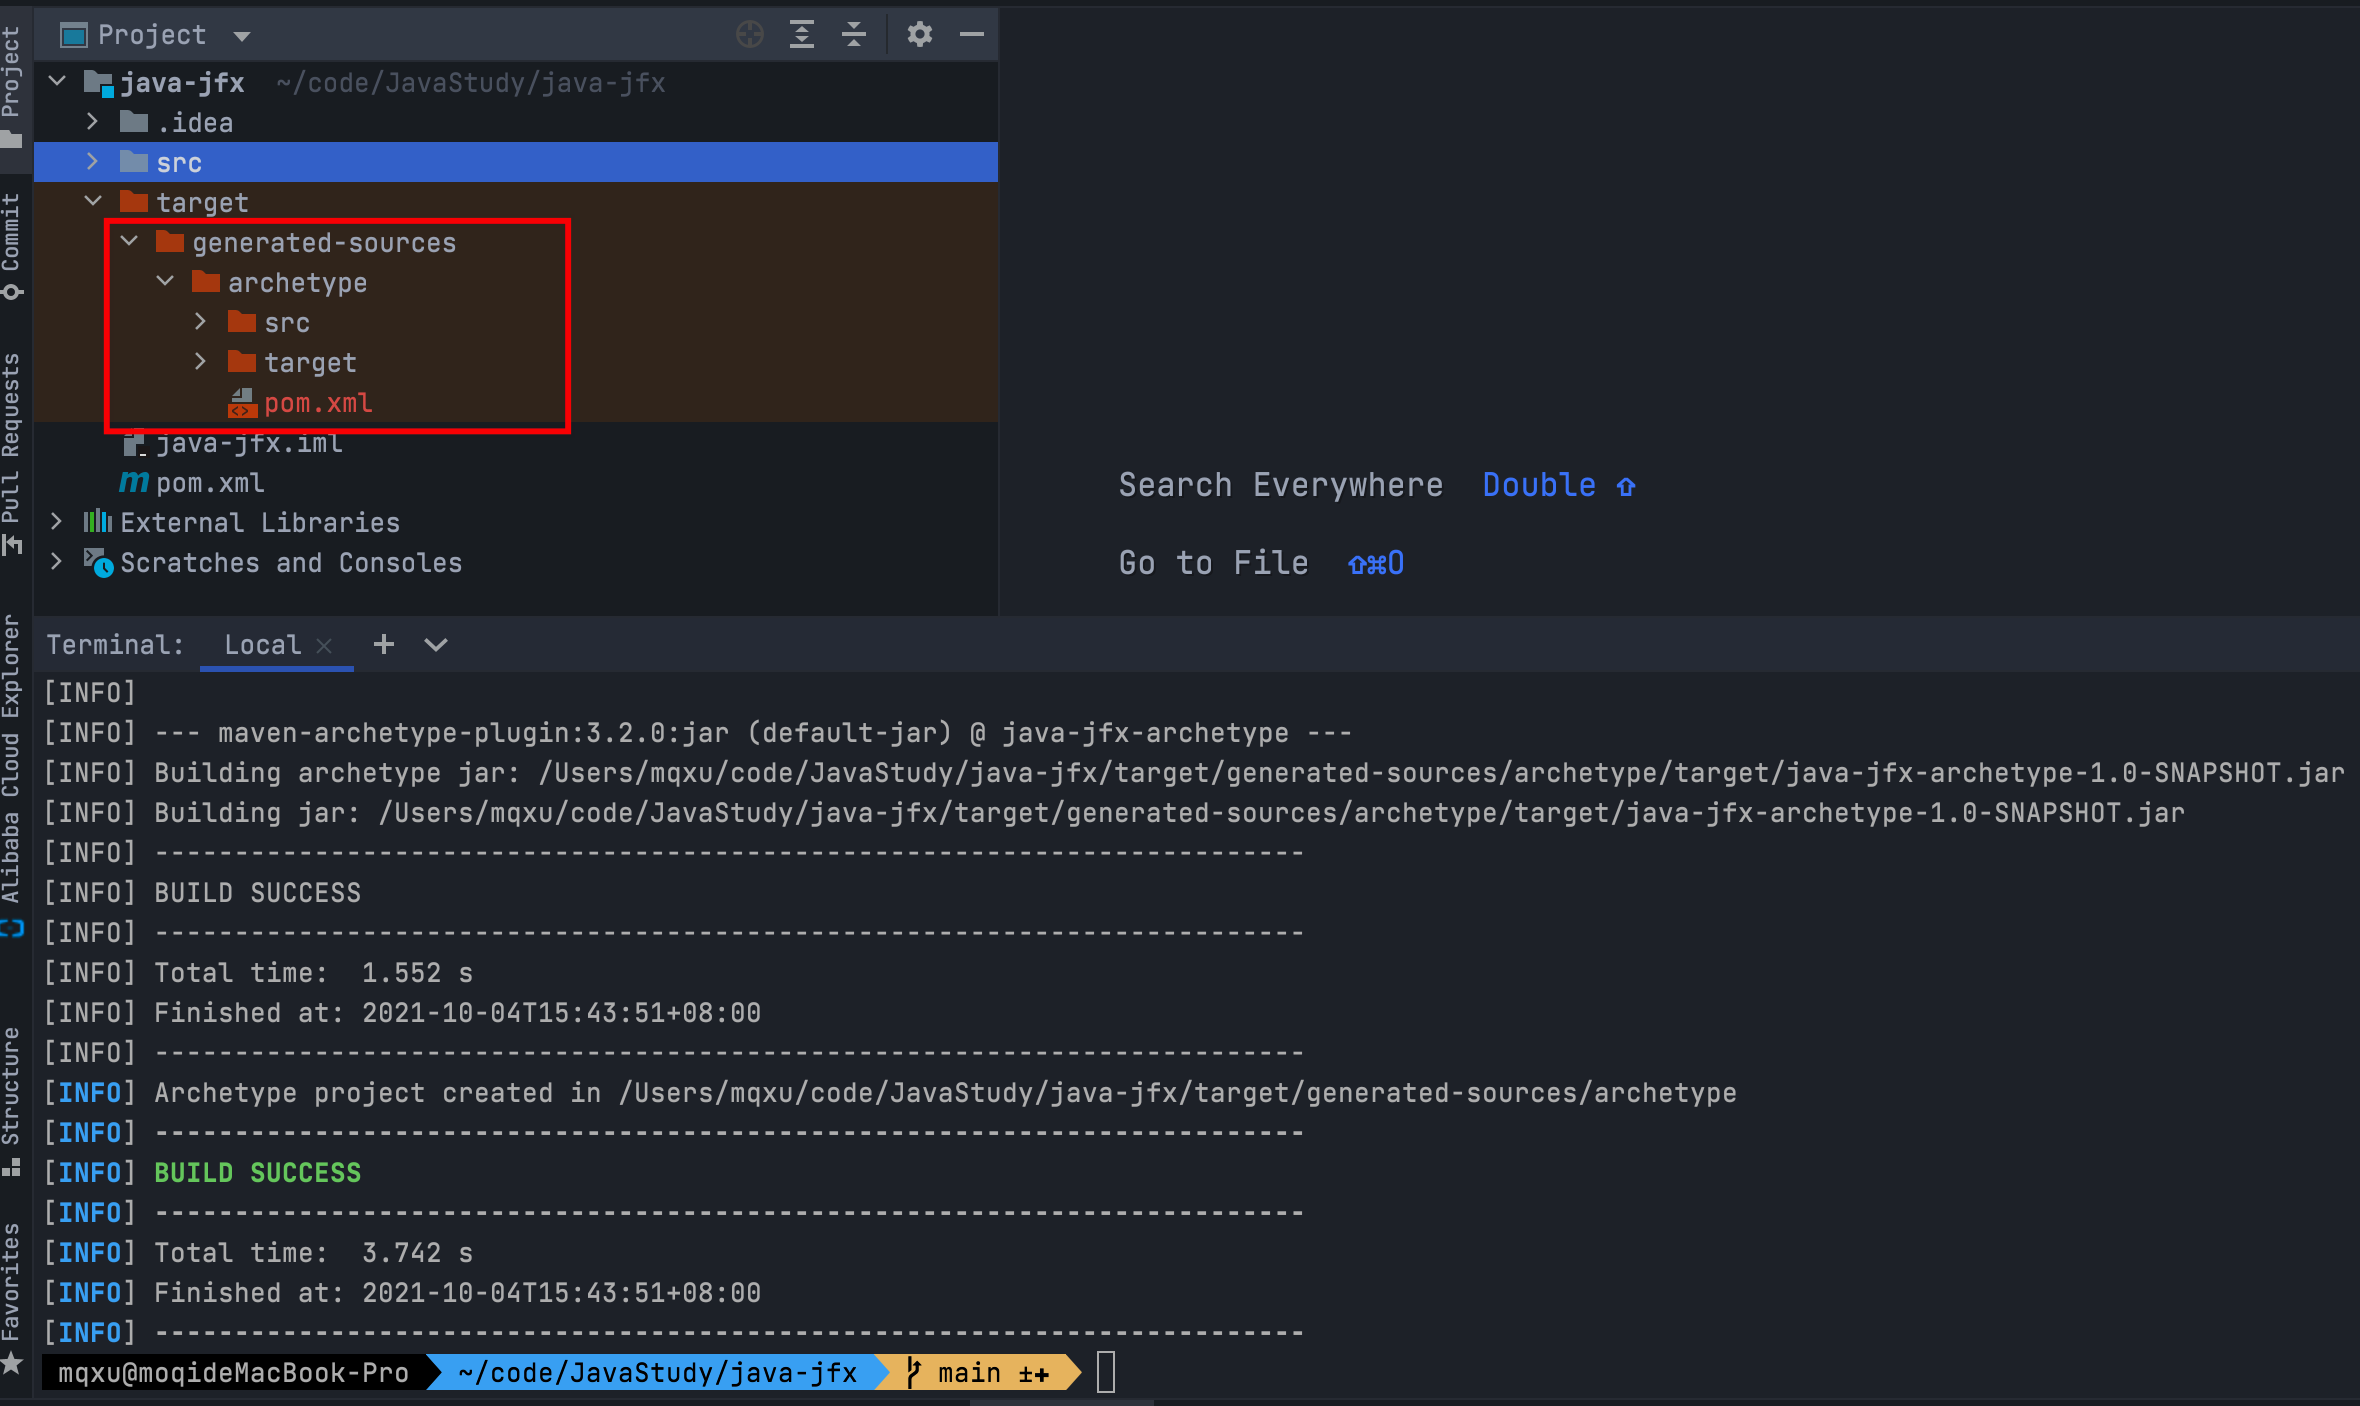 Project
java-jfx ~/code/JavaStudy/java-jfx
.idea
src
target
generated-sources
archetype
src
target
pom.xml
java-jfx.iml
pom.xml
External Libraries
Scratches and Consoles
Project
Commit
Pull Requests
Alibaba Cloud Explorer
Structure
Favorites
Search Everywhere Double ⇧
Go to File ⇧⌘O
Terminal: Local
[INFO]
[INFO] --- maven-archetype-plugin:3.2.0:jar (default-jar) @ java-jfx-archetype ---
[INFO] Building archetype jar: /Users/mqxu/code/JavaStudy/java-jfx/target/generated-sources/archetype/target/java-jfx-archetype-1.0-SNAPSHOT.jar
[INFO] Building jar: /Users/mqxu/code/JavaStudy/java-jfx/target/generated-sources/archetype/target/java-jfx-archetype-1.0-SNAPSHOT.jar
[INFO] ------------------------------------------------------------------------
[INFO] BUILD SUCCESS
[INFO] ------------------------------------------------------------------------
[INFO] Total time:  1.552 s
[INFO] Finished at: 2021-10-04T15:43:51+08:00
[INFO] ------------------------------------------------------------------------
[INFO] Archetype project created in /Users/mqxu/code/JavaStudy/java-jfx/target/generated-sources/archetype
[INFO] ------------------------------------------------------------------------
[INFO] BUILD SUCCESS
[INFO] ------------------------------------------------------------------------
[INFO] Total time:  3.742 s
[INFO] Finished at: 2021-10-04T15:43:51+08:00
[INFO] ------------------------------------------------------------------------
mqxu@moqideMacBook-Pro ~/code/JavaStudy/java-jfx main ±✚